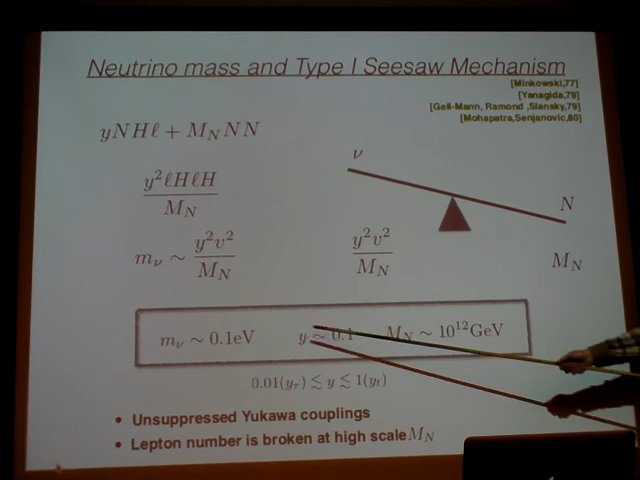 Neutrino mass and Type I Seesaw Mechanism
[Minkowski,77]
[Yanagida,79]
[Gell-Mann, Ramond ,Slansky,79]
[Mohapatra,Senjanovic,80]
yNHℓ + M_N NN
y²ℓHℓH / M_N
m_ν ∼ y²v² / M_N
ν
N
y²v² / M_N
M_N
m_ν ∼ 0.1eV y ∼ 0.1 M_N ∼ 10¹²GeV
0.01(y_τ) ≲ y ≲ 1(y_t)
• Unsuppressed Yukawa couplings
• Lepton number is broken at high scale M_N